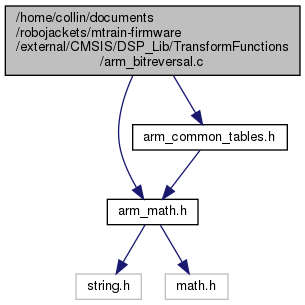 /home/collin/documents
/robojackets/mtrain-firmware
/external/CMSIS/DSP_Lib/TransformFunctions
/arm_bitreversal.c
arm_common_tables.h
arm_math.h
string.h
math.h